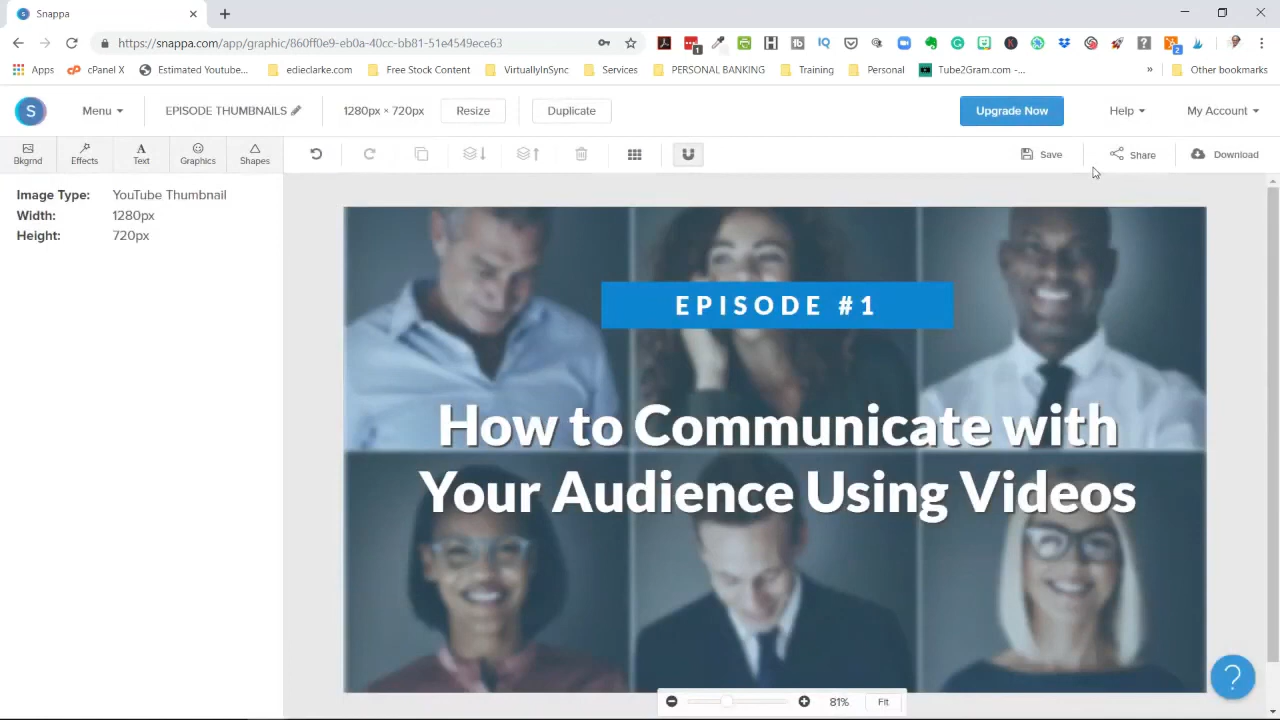 Snappa
https://snappa.com/app/graphic/860ff0e9-eb0a-40cc-bb81-51e454dece63
Apps
cPanel X
Estimated Youtube...
edieclarke.com
Free Stock Content
VirtuallyInSync
Services
PERSONAL BANKING
Training
Personal
Tube2Gram.com -...
»
Other bookmarks
S
Menu
EPISODE THUMBNAILS
1280px × 720px
Resize
Duplicate
Upgrade Now
Help
My Account
Bkgrnd
Effects
Text
Graphics
Shapes
Save
Share
Download
Image Type: YouTube Thumbnail
Width: 1280px
Height: 720px
EPISODE #1
How to Communicate with
Your Audience Using Videos
81%
Fit
?